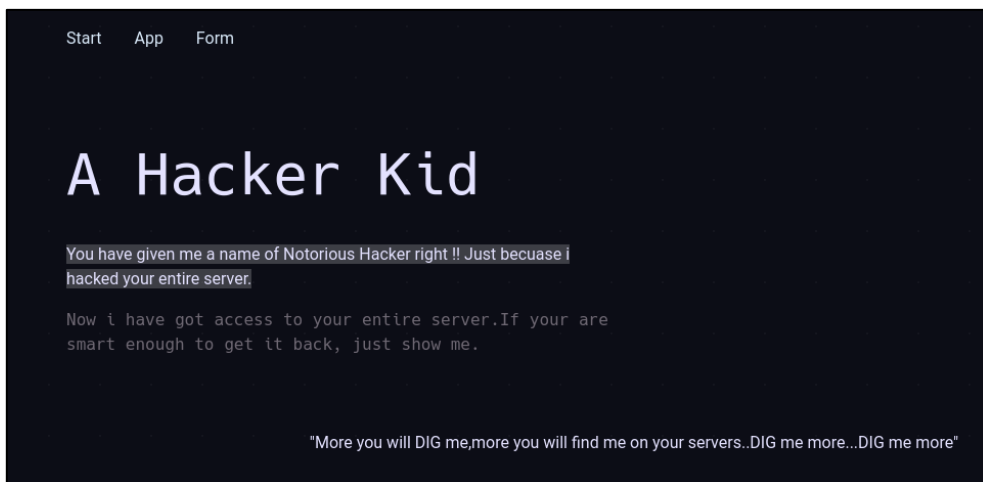 Start App Form
A Hacker Kid
You have given me a name of Notorious Hacker right !! Just becuase i
hacked your entire server.
Now i have got access to your entire server.If your are
smart enough to get it back, just show me.
"More you will DIG me,more you will find me on your servers..DIG me more...DIG me more"